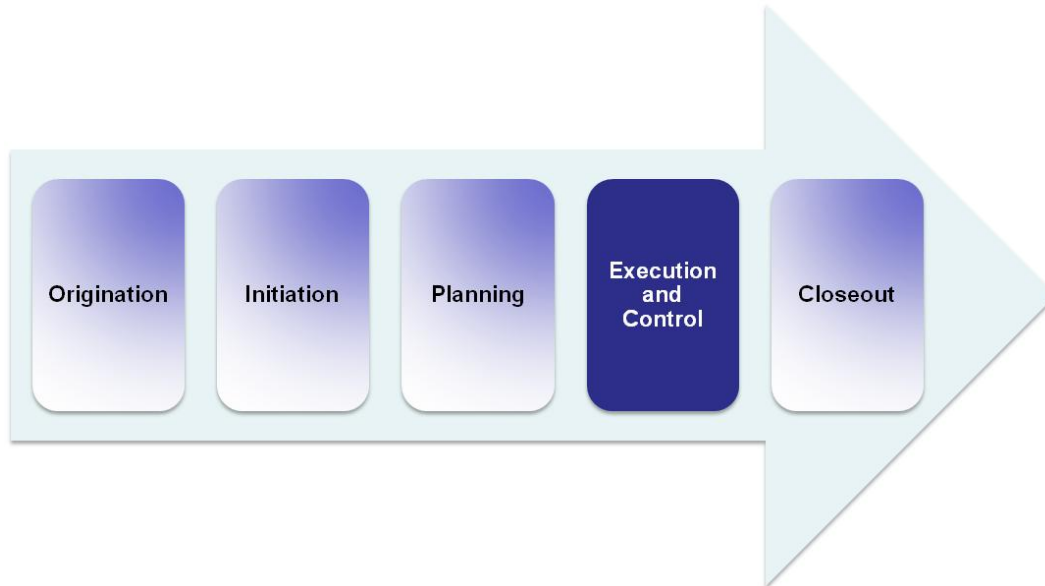 Origination
Initiation
Planning
Execution
and
Control
Closeout